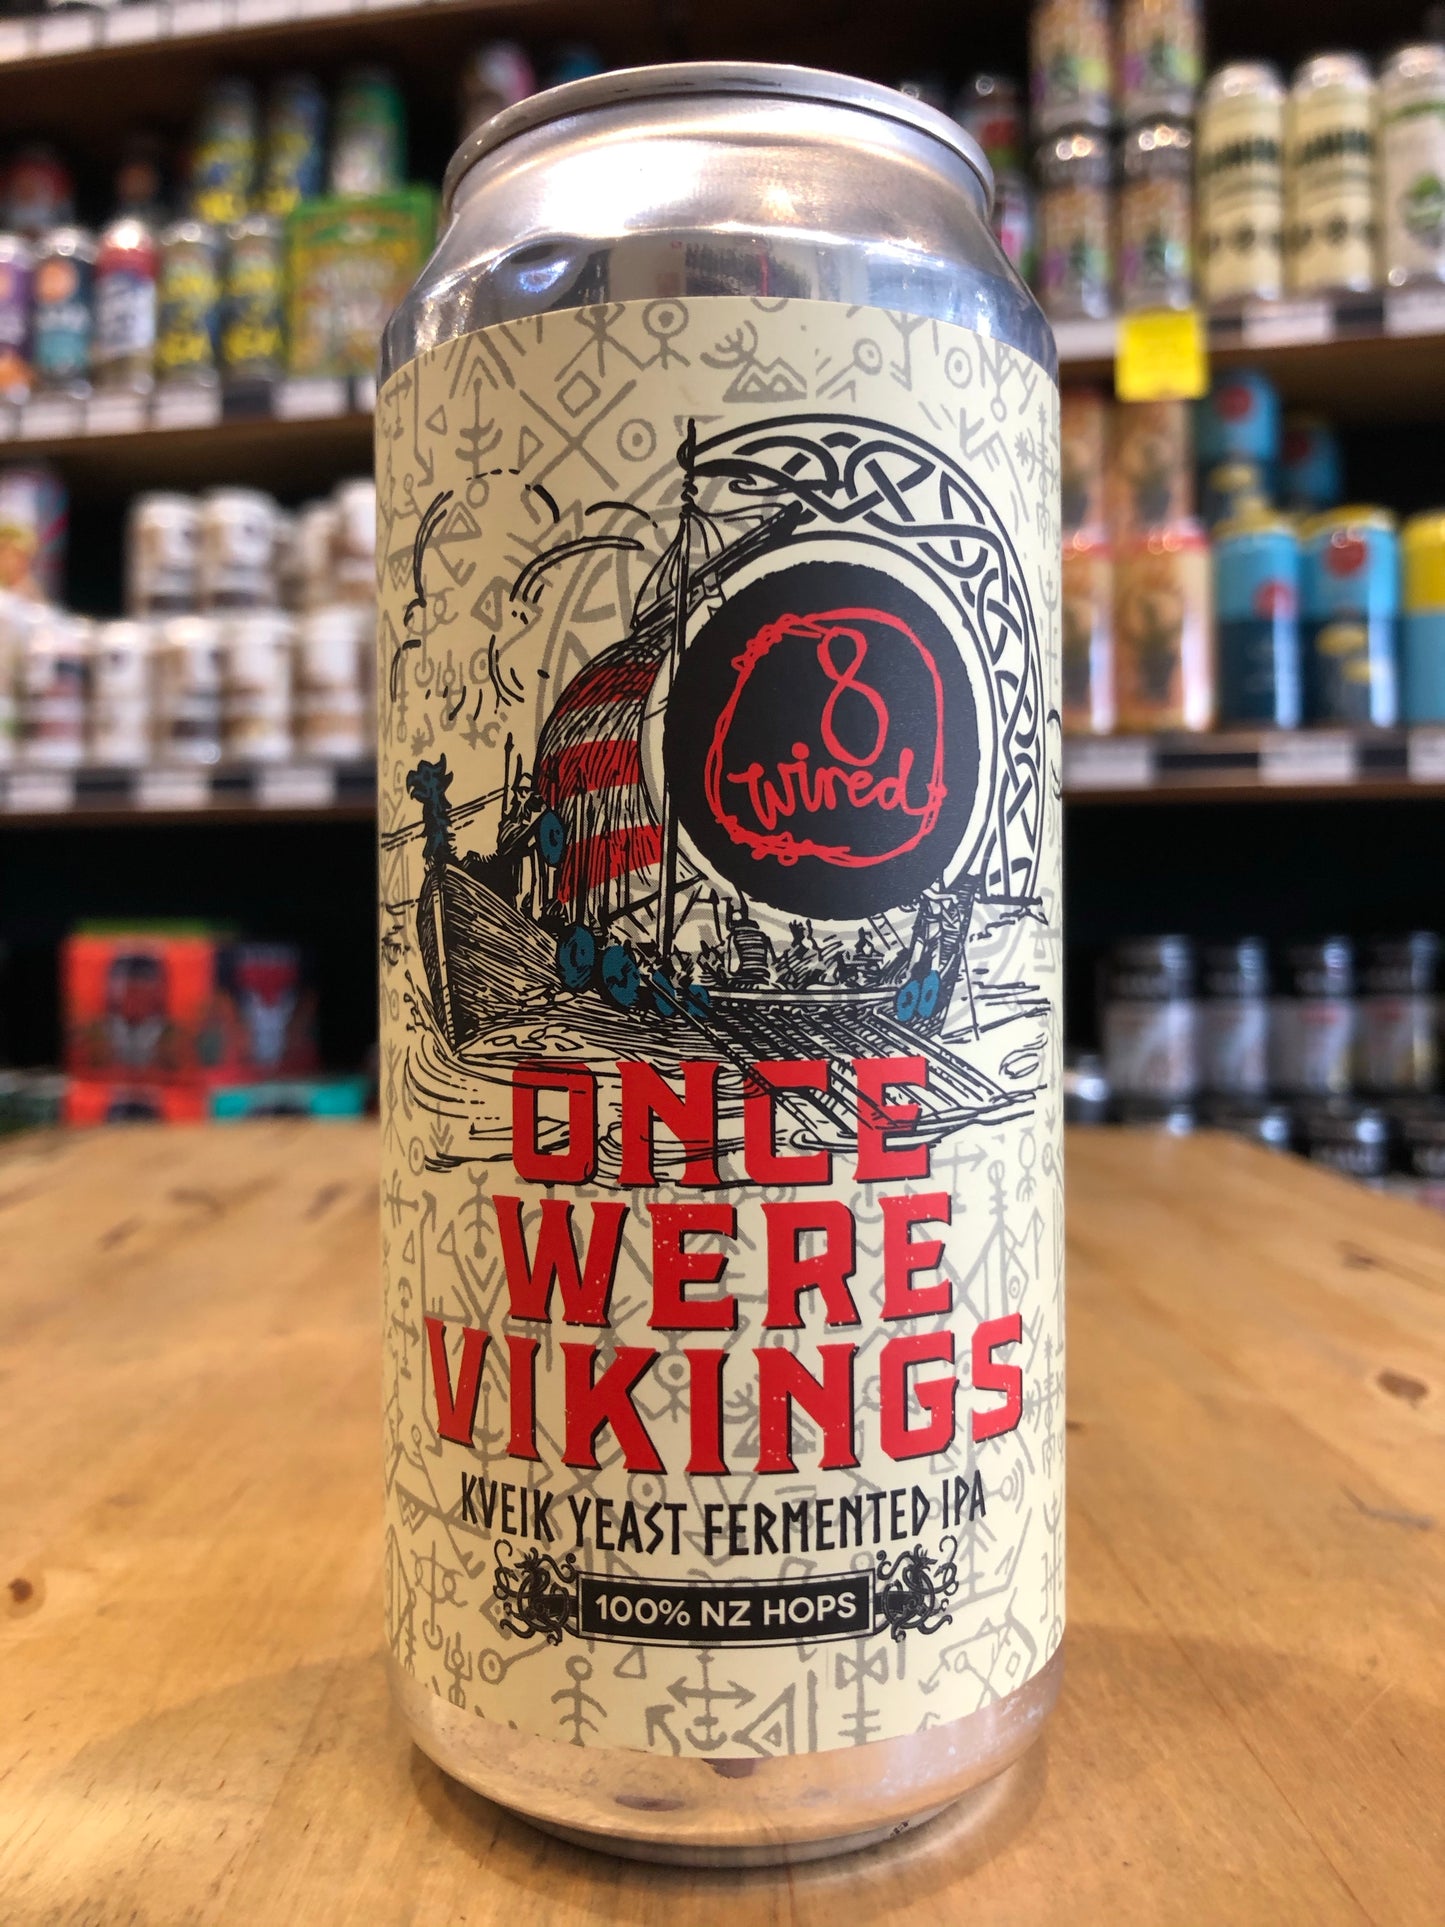 8
wired
ONCE
WERE
VIKINGS
KVEIK YEAST FERMENTED IPA
100% NZ HOPS